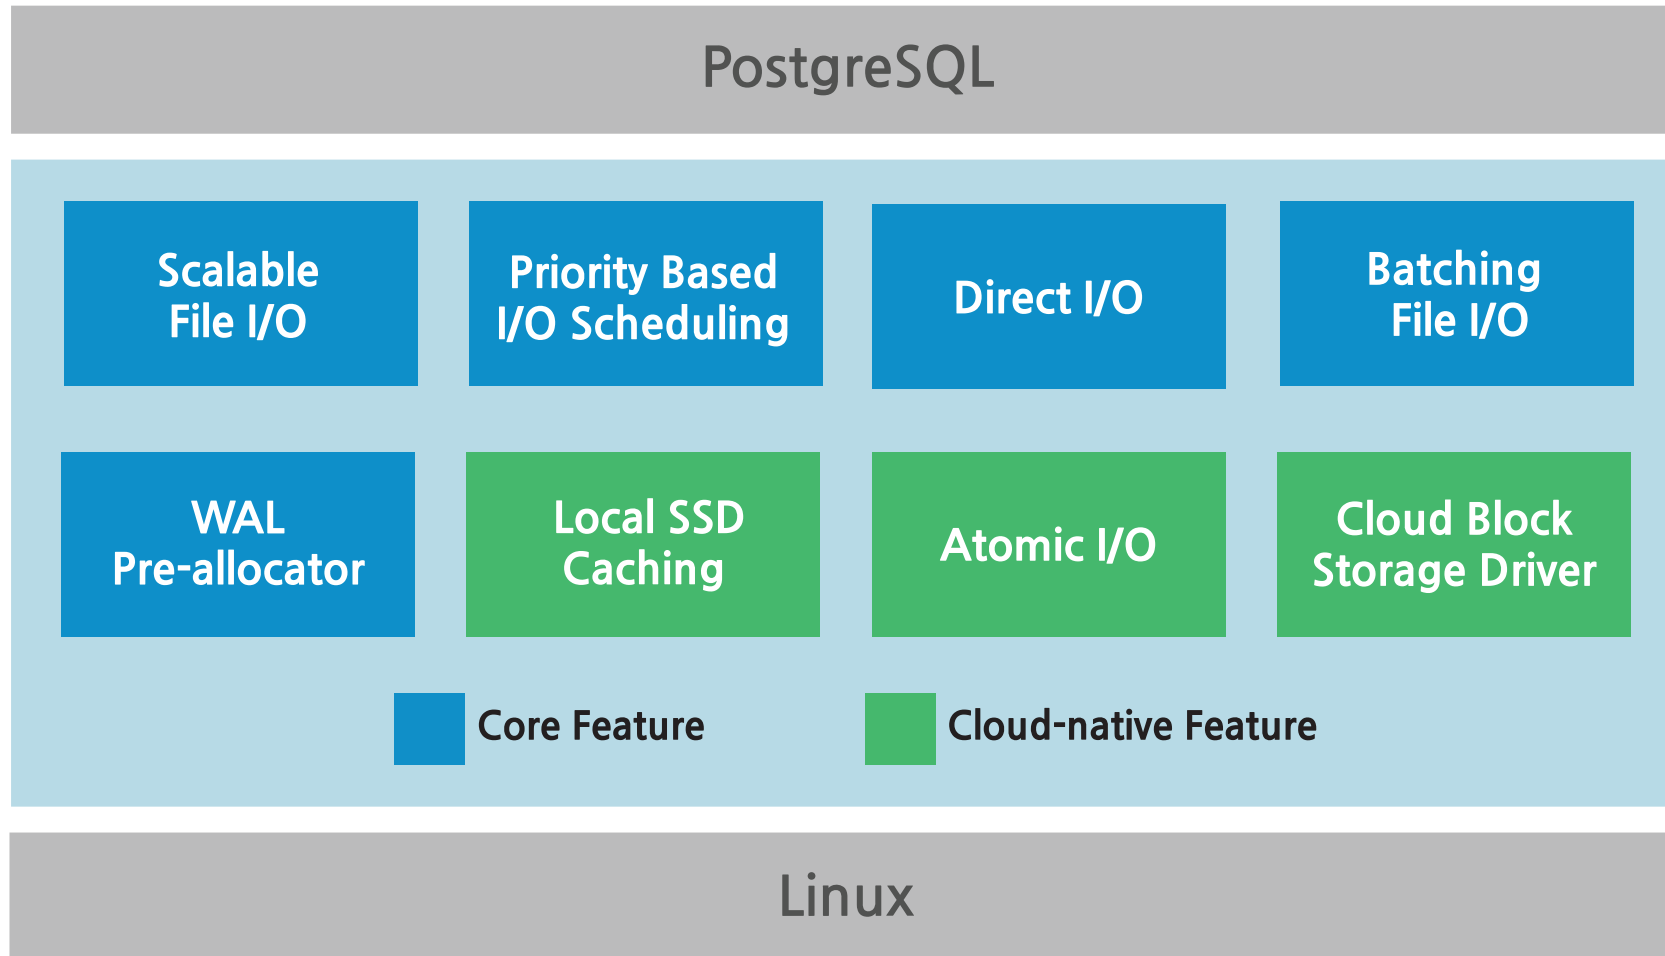 PostgreSQL
Scalable
File I/O
Priority Based
I/O Scheduling
Direct I/O
Batching
File I/O
WAL
Pre-allocator
Local SSD
Caching
Atomic I/O
Cloud Block
Storage Driver
Core Feature
Cloud-native Feature
Linux